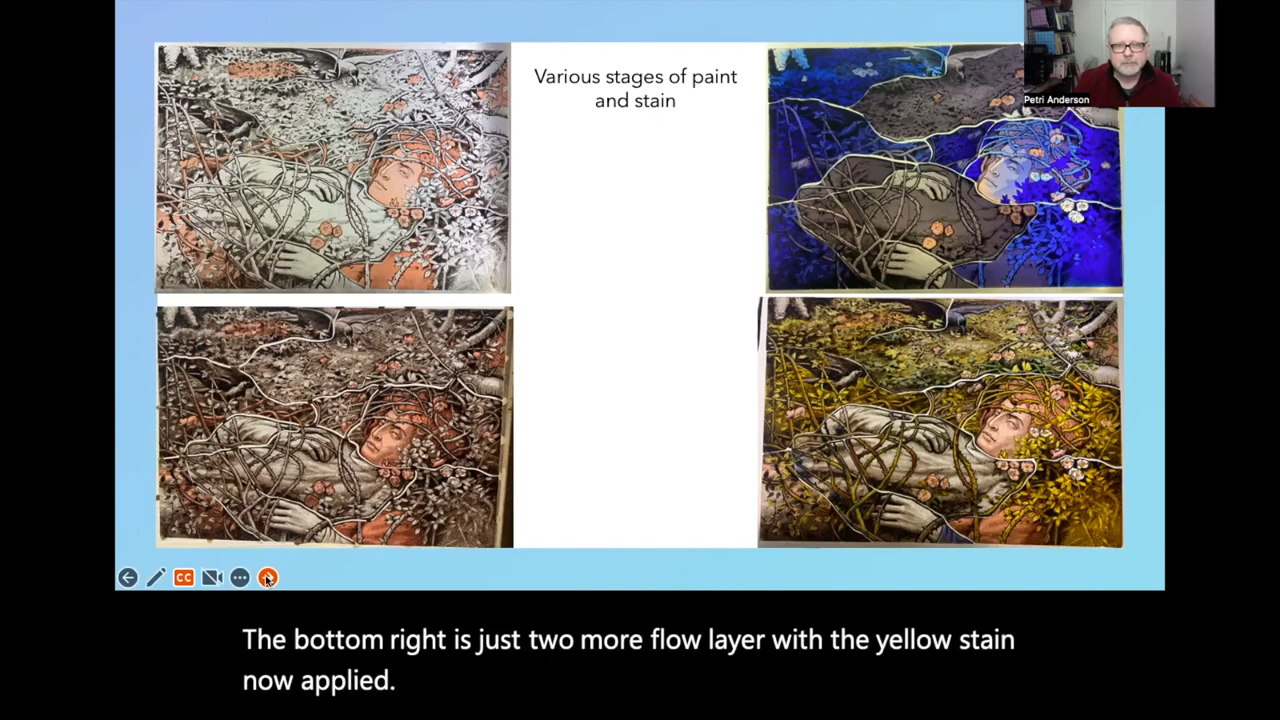 Various stages of paint
and stain
Petri Anderson
CC
The bottom right is just two more flow layer with the yellow stain
now applied.